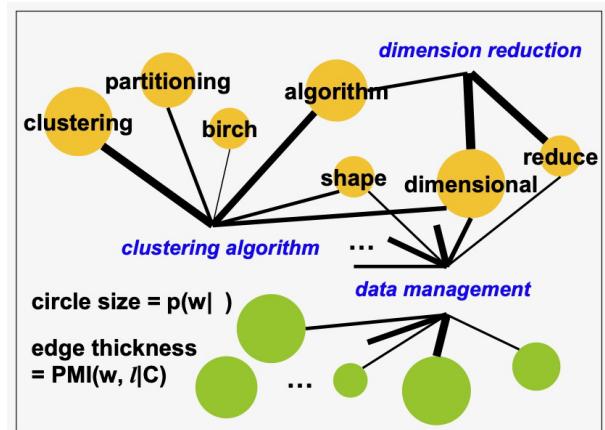 dimension reduction
partitioning
algorithm
clustering
birch
reduce
shape
dimensional
clustering algorithm
...
data management
circle size = p(w| )
edge thickness
= PMI(w, l|C)
...